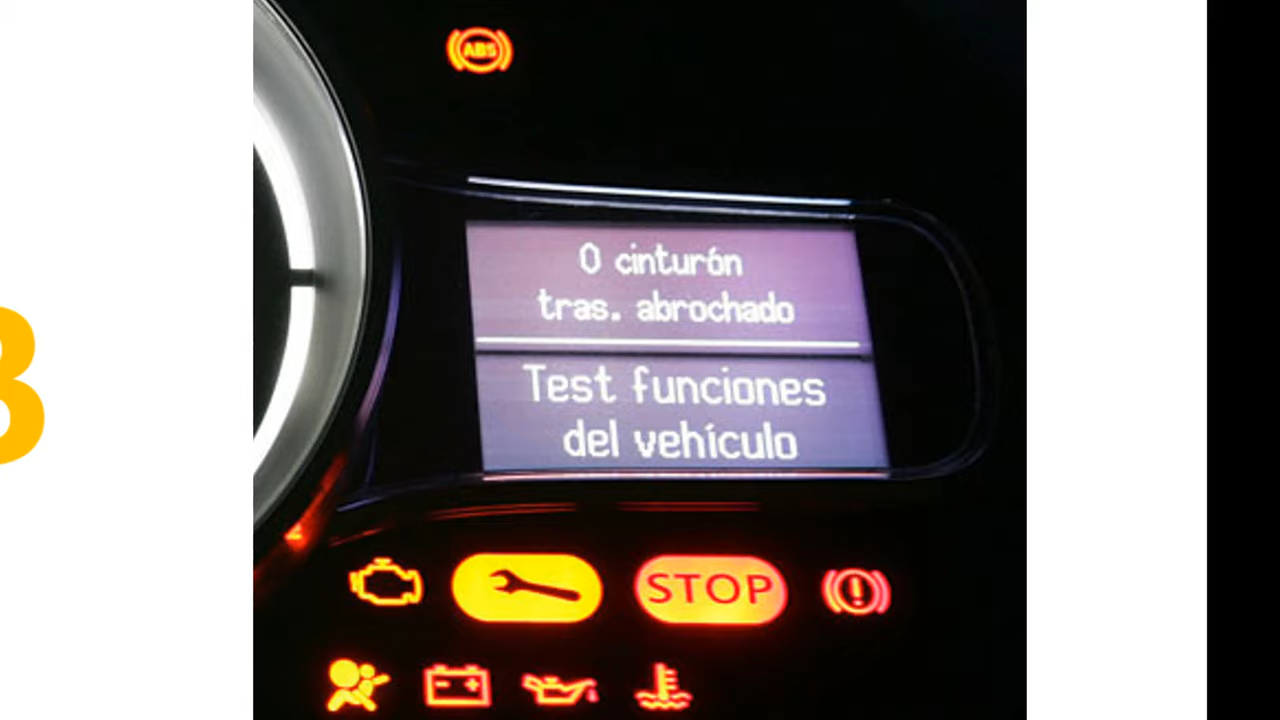 ABS
0 cinturón
tras. abrochado
Test funciones
del vehículo
STOP